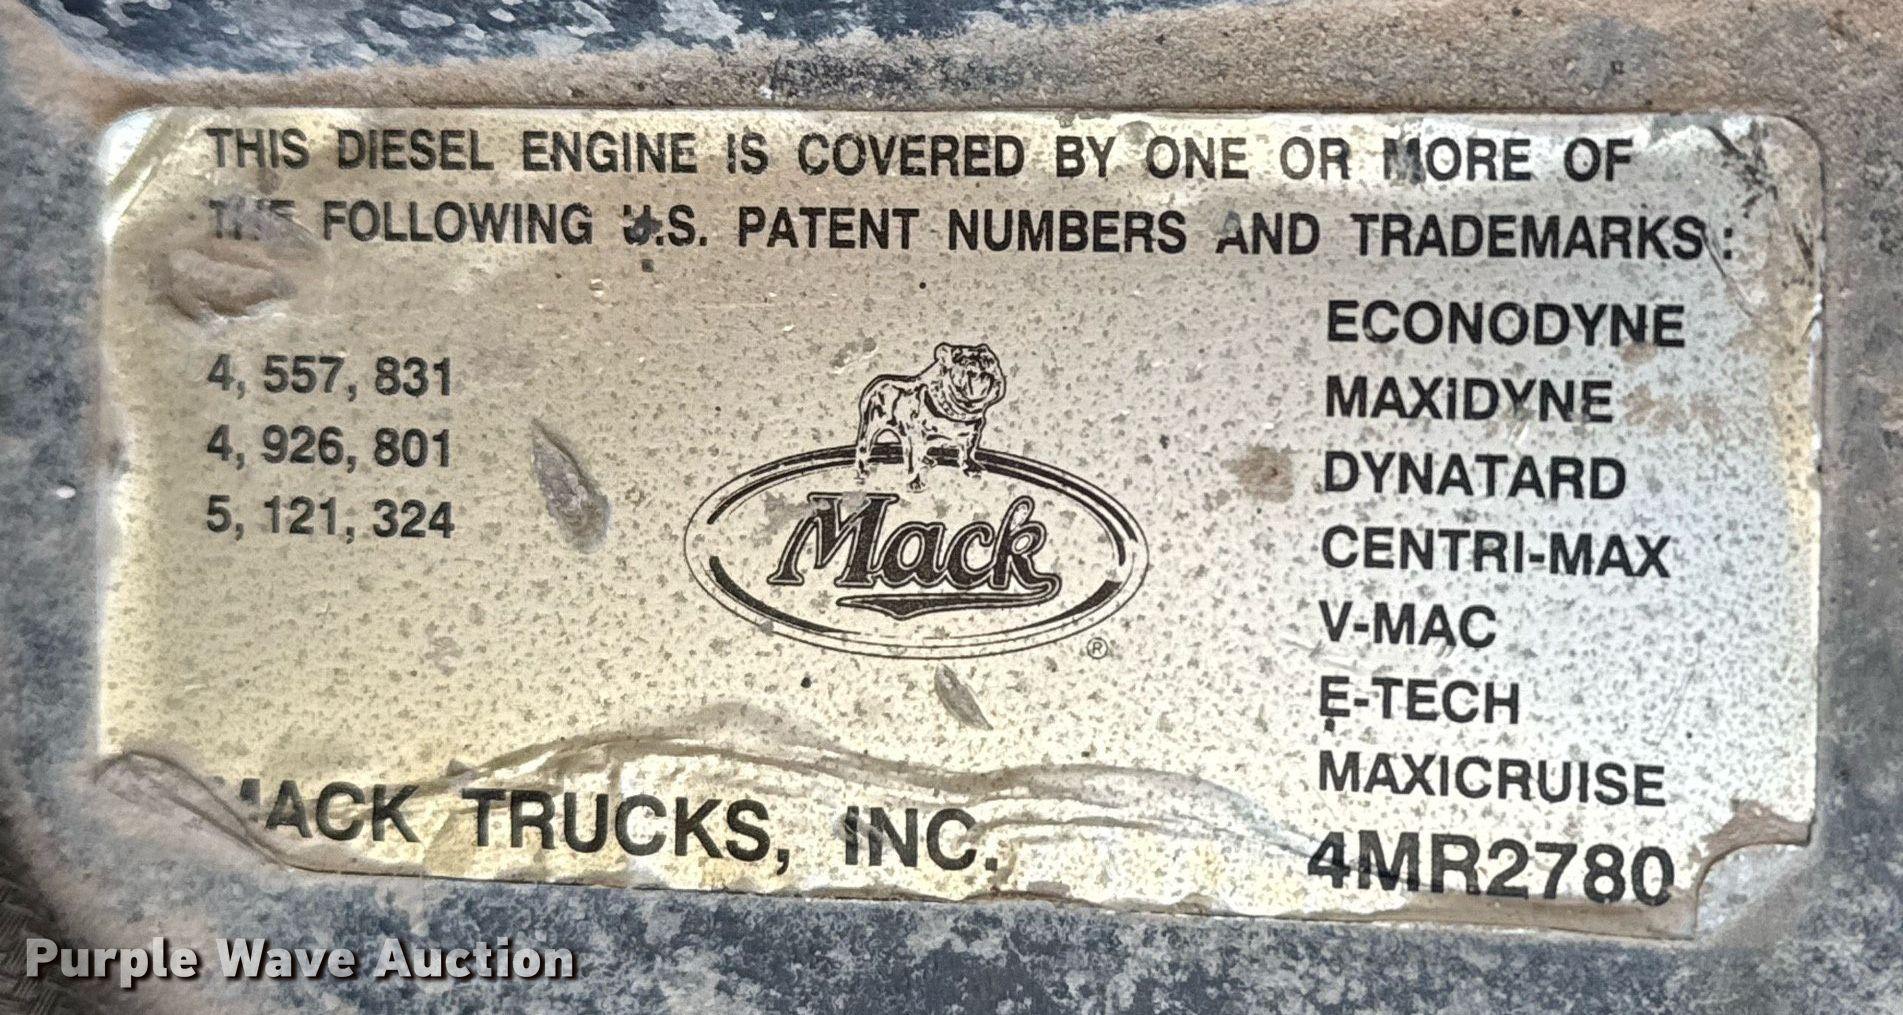 THIS DIESEL ENGINE IS COVERED BY ONE OR MORE OF
THE FOLLOWING U.S. PATENT NUMBERS AND TRADEMARKS:
4, 557, 831
4, 926, 801
5, 121, 324
Mack
®
ECONODYNE
MAXIDYNE
DYNATARD
CENTRI-MAX
V-MAC
E-TECH
MAXICRUISE
MACK TRUCKS, INC.
4MR2780
Purple Wave Auction